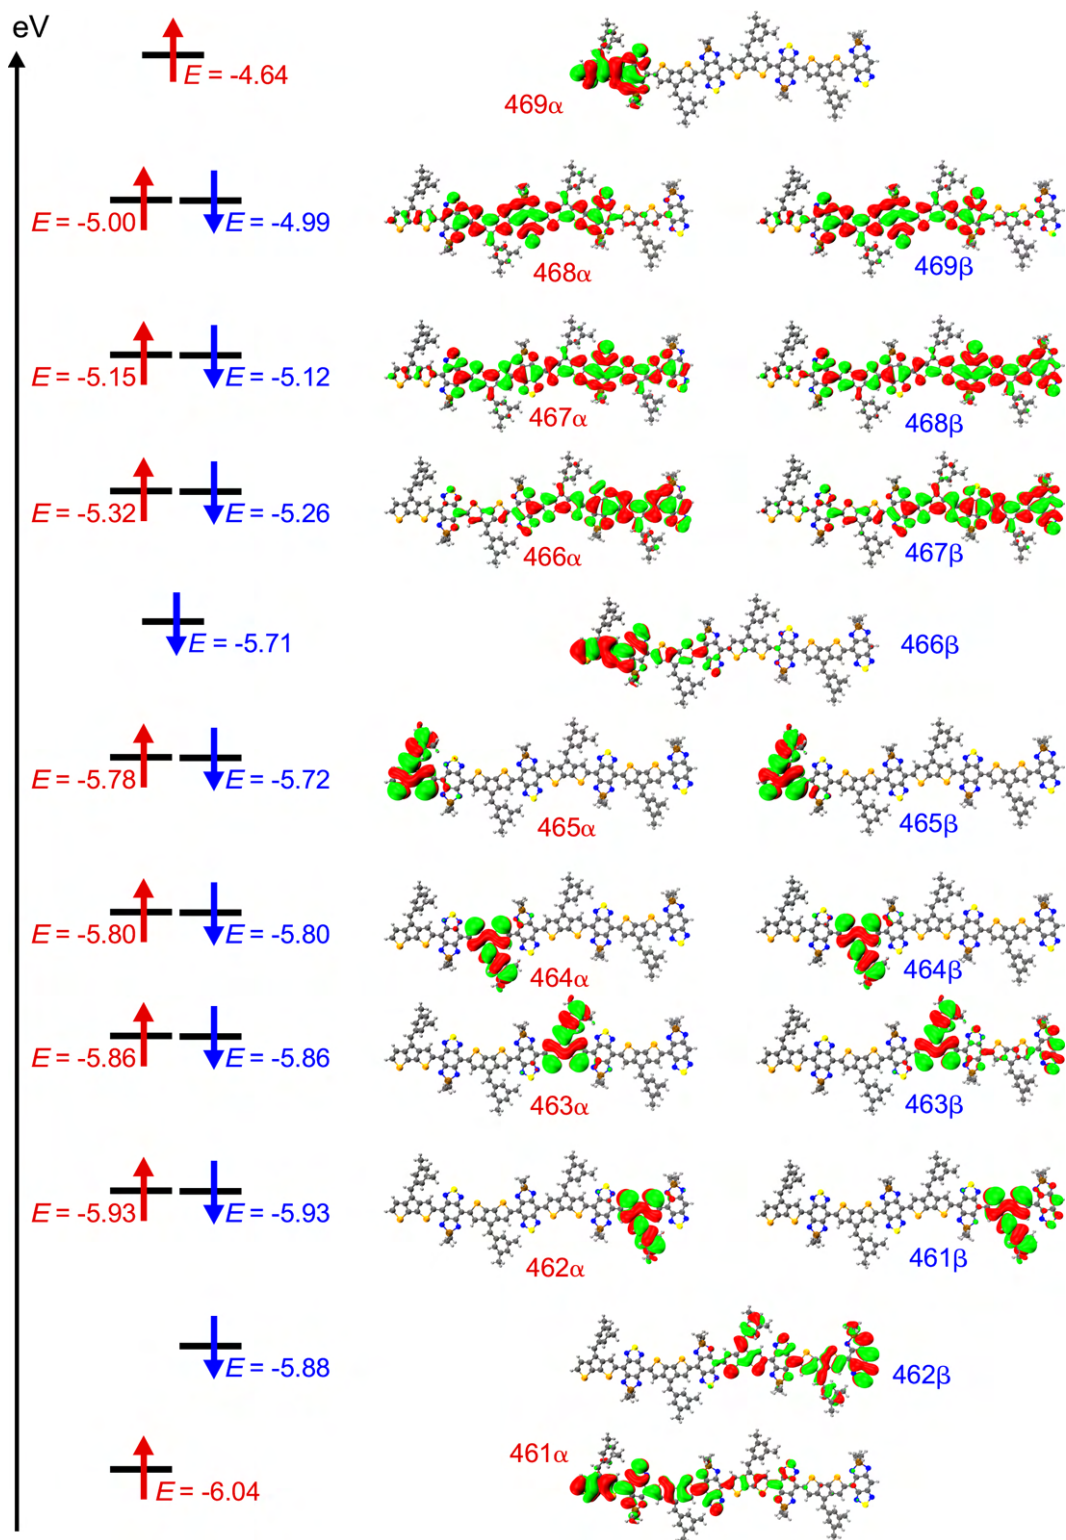 eV
E = -4.64
469α
E = -5.00
E = -4.99
468α
469β
E = -5.15
E = -5.12
467α
468β
E = -5.32
E = -5.26
466α
467β
E = -5.71
466β
E = -5.78
E = -5.72
465α
465β
E = -5.80
E = -5.80
464α
464β
E = -5.86
E = -5.86
463α
463β
E = -5.93
E = -5.93
462α
461β
E = -5.88
462β
461α
E = -6.04